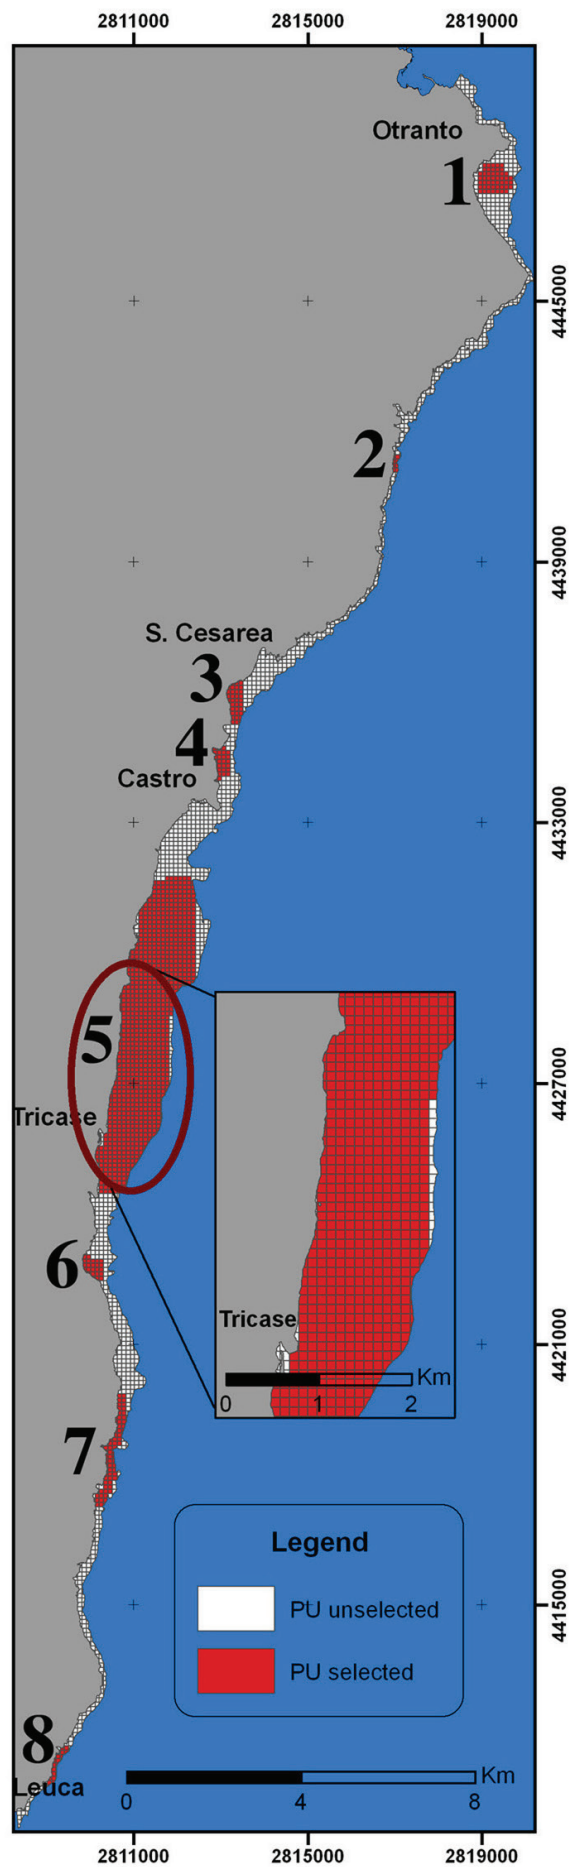 2811000 2815000 2819000
Otranto
1
4445000
2
4439000
S. Cesarea
3
4
Castro
4433000
5
4427000
Tricase
6
Tricase
4421000
Km
0 1 2
7
Legend
PU unselected
4415000
PU selected
8
Leuca
Km
0 4 8
2811000 2815000 2819000